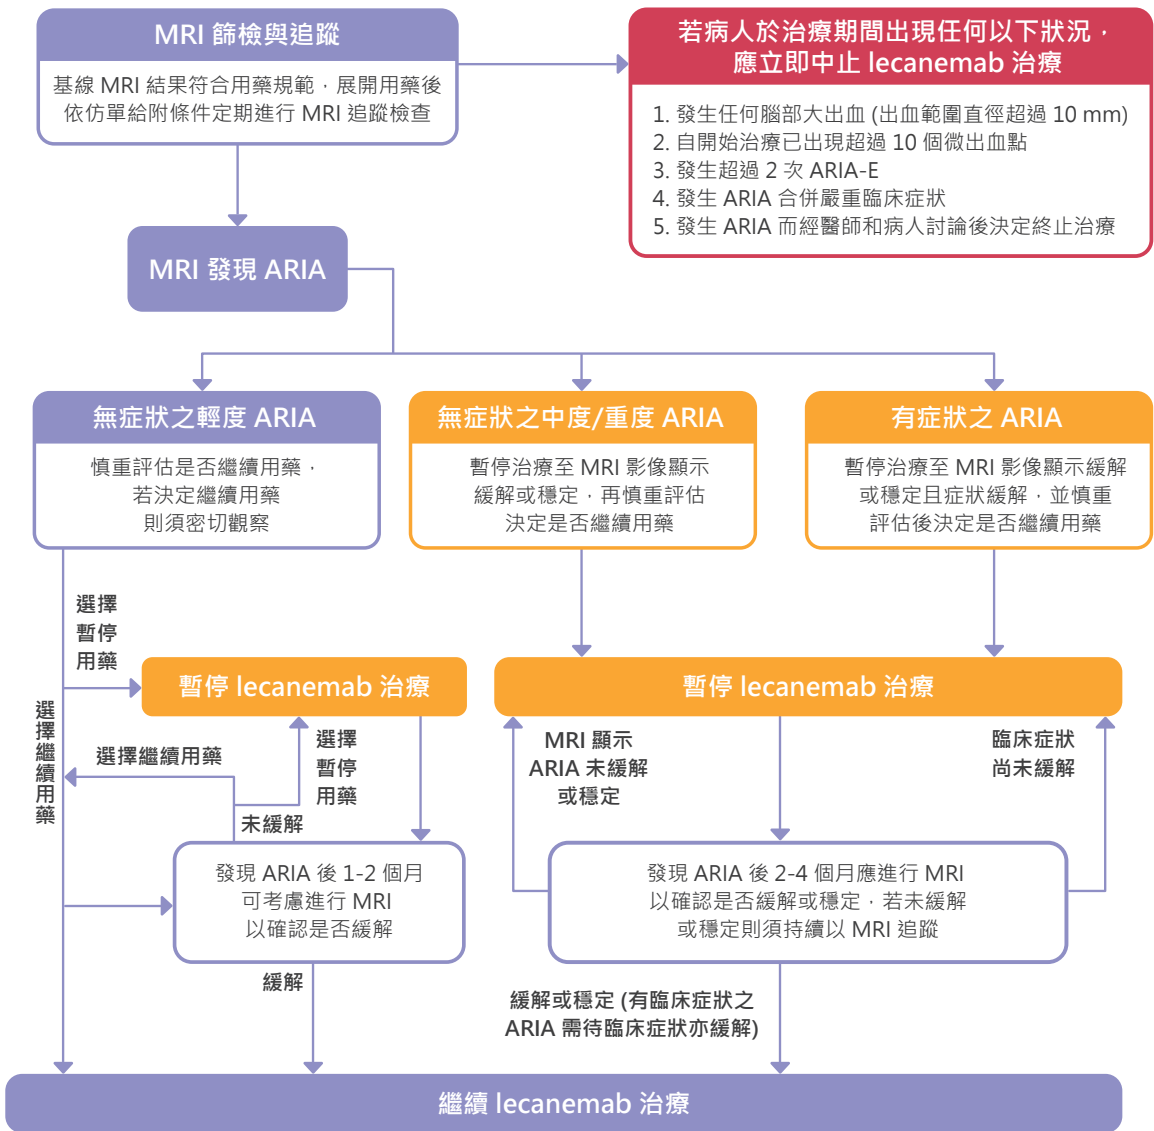 MRI 篩檢與追蹤
基線 MRI 結果符合用藥規範，展開用藥後
依仿單給附條件定期進行 MRI 追蹤檢查
若病人於治療期間出現任何以下狀況，
應立即中止 lecanemab 治療
1. 發生任何腦部大出血 (出血範圍直徑超過 10 mm)
2. 自開始治療已出現超過 10 個微出血點
3. 發生超過 2 次 ARIA-E
4. 發生 ARIA 合併嚴重臨床症狀
5. 發生 ARIA 而經醫師和病人討論後決定終止治療
MRI 發現 ARIA
無症狀之輕度 ARIA
慎重評估是否繼續用藥，
若決定繼續用藥
則須密切觀察
無症狀之中度/重度 ARIA
暫停治療至 MRI 影像顯示
緩解或穩定，再慎重評估
決定是否繼續用藥
有症狀之 ARIA
暫停治療至 MRI 影像顯示緩解
或穩定且症狀緩解，並慎重
評估後決定是否繼續用藥
選擇
暫停
用藥
暫停 lecanemab 治療
暫停 lecanemab 治療
選擇繼續用藥
選擇繼續用藥
選擇
暫停
用藥
未緩解
MRI 顯示
ARIA 未緩解
或穩定
臨床症狀
尚未緩解
發現 ARIA 後 1-2 個月
可考慮進行 MRI
以確認是否緩解
發現 ARIA 後 2-4 個月應進行 MRI
以確認是否緩解或穩定，若未緩解
或穩定則須持續以 MRI 追蹤
緩解
緩解或穩定 (有臨床症狀之
ARIA 需待臨床症狀亦緩解)
繼續 lecanemab 治療